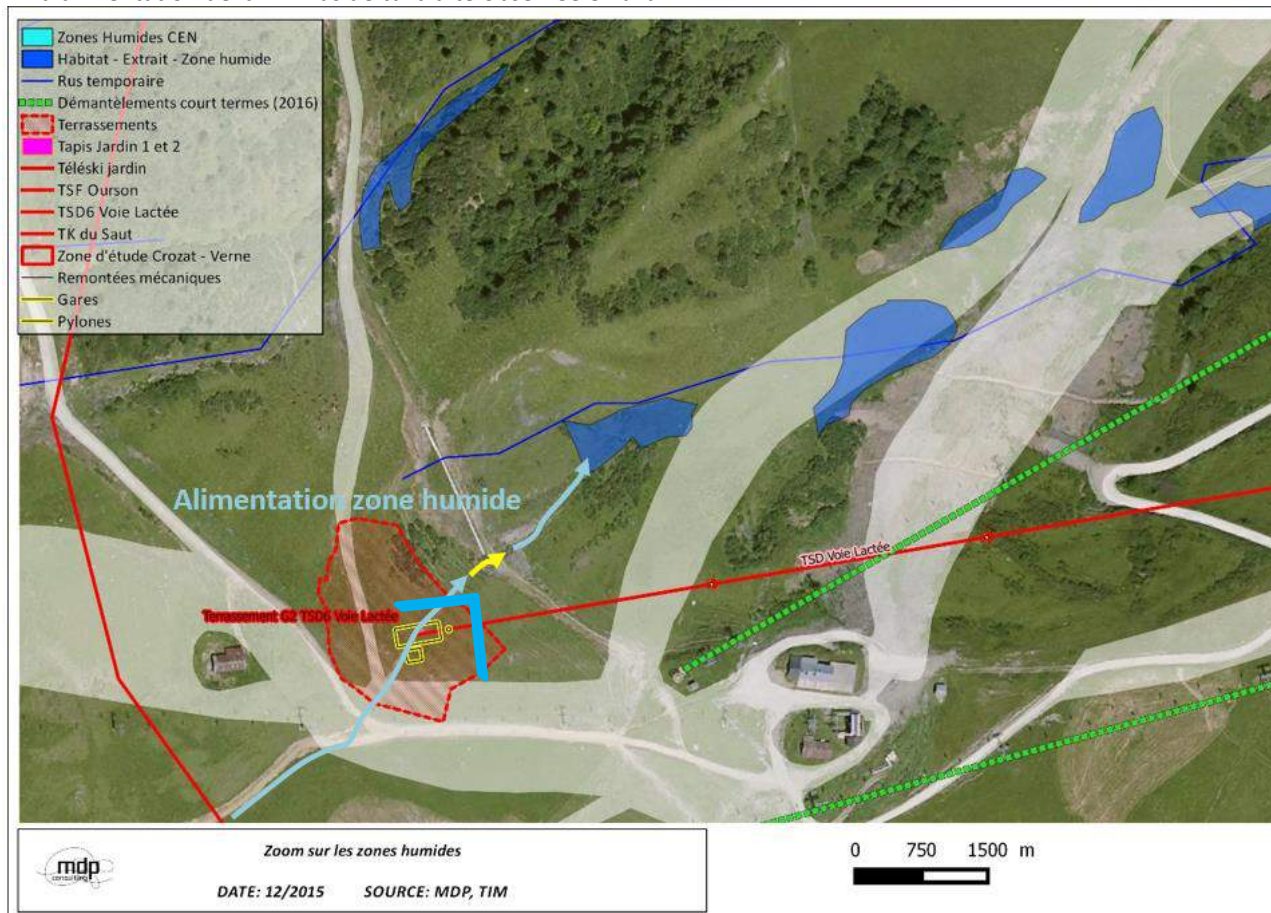 Zones Humides CEN
Habitat - Extrait - Zone humide
Rus temporaire
Démantèlements court termes (2016)
Terrassements
Tapis Jardin 1 et 2
Téléski jardin
TSF Ourson
TSD6 Voie Lactée
TK du Saut
Zone d'étude Crozat - Verne
Remontées mécaniques
Gares
Pylones
Alimentation zone humide
TSD Voie Lactée
Terrassement G2 TSD6 Voie Lactée
Zoom sur les zones humides
mdp
consulting
DATE: 12/2015 SOURCE: MDP, TIM
0 750 1500 m